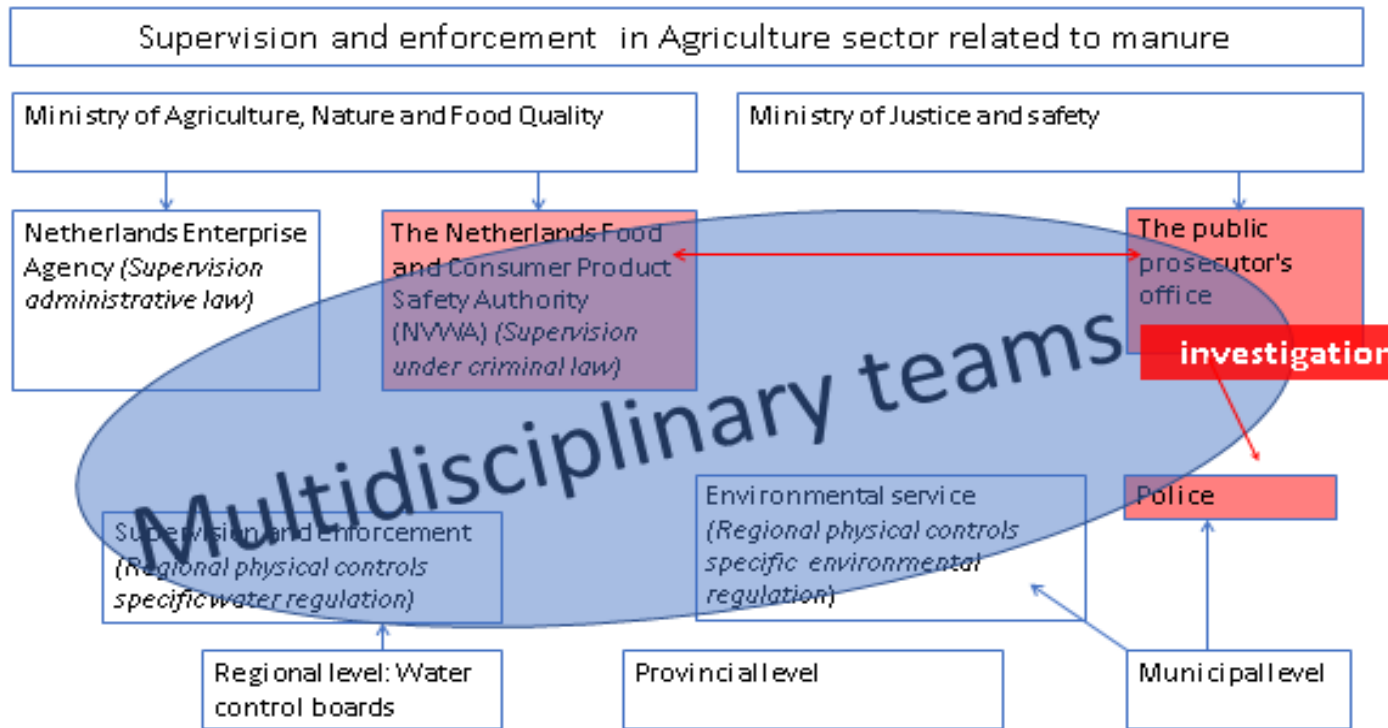 Supervision and enforcement in Agriculture sector related to manure
Ministry of Agriculture, Nature and Food Quality
Ministry of Justice and safety
Netherlands Enterprise
Agency (Supervision
administrative law)
The Netherlands Food
and Consumer Product
Safety Authority
(NVWA) (Supervision
under criminal law)
The public
prosecutor's
office
investigation
Multidisciplinary teams
Supervision and enforcement
(Regional physical controls
specific water regulation)
Environmental service
(Regional physical controls
specific environmental
regulation)
Police
Regional level: Water
control boards
Provincial level
Municipal level